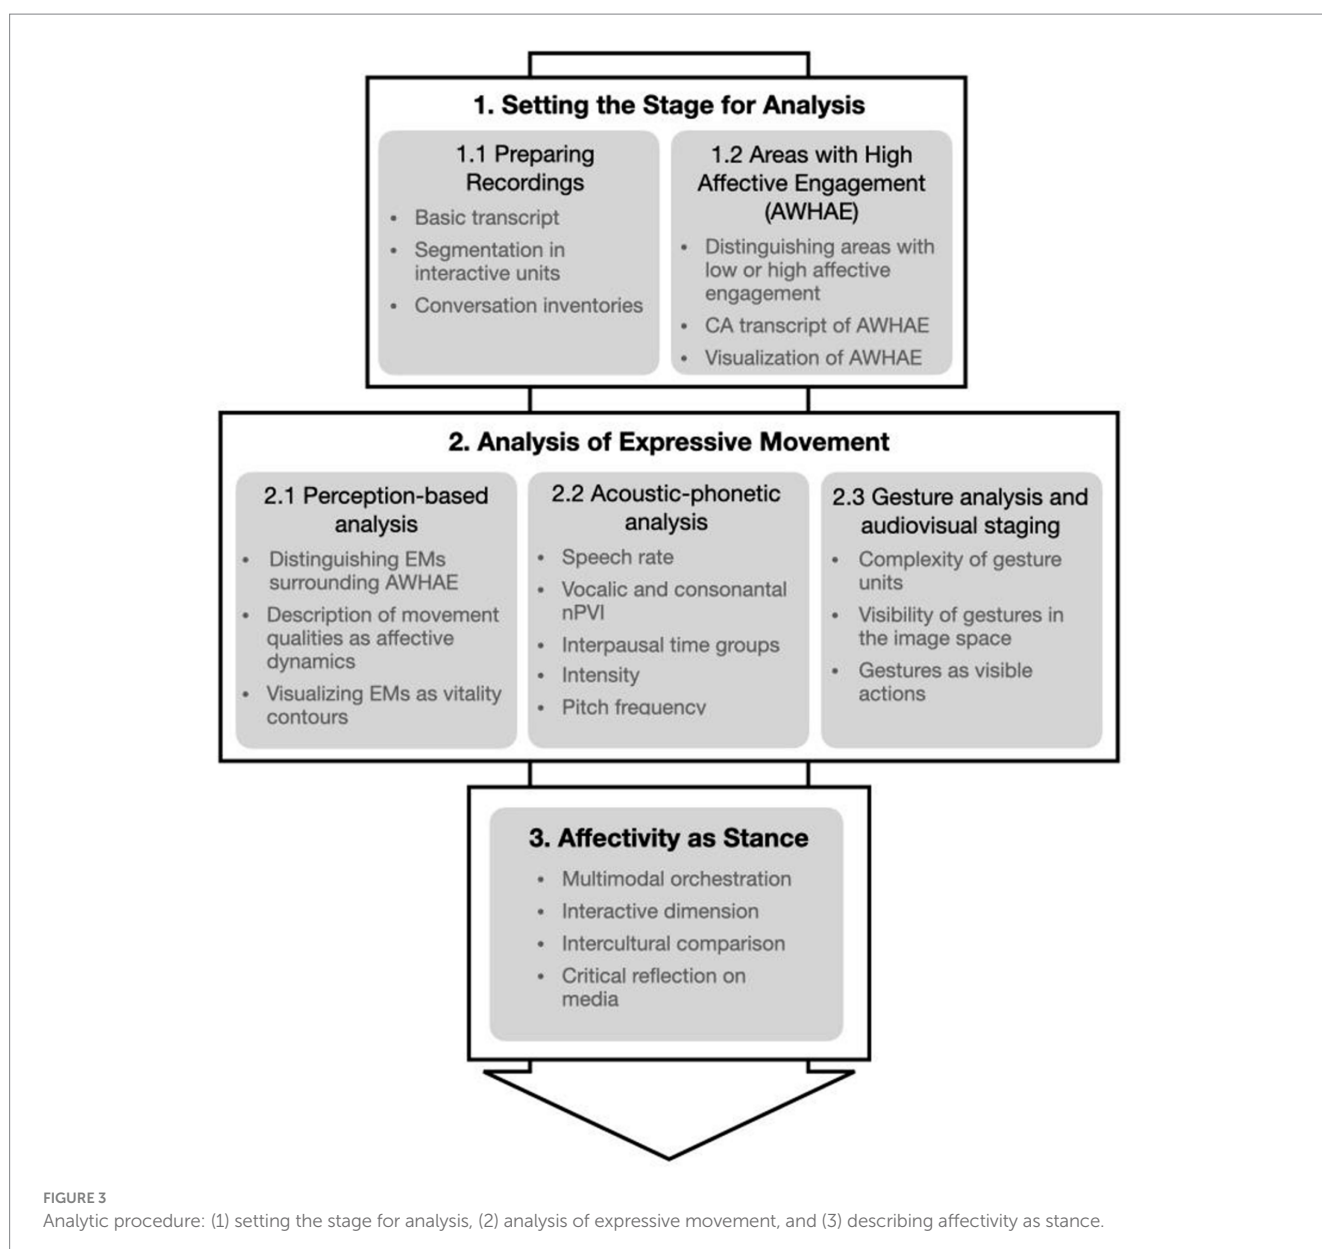 1. Setting the Stage for Analysis
1.1 Preparing
Recordings
• Basic transcript
• Segmentation in
interactive units
• Conversation inventories
1.2 Areas with High
Affective Engagement
(AWHAE)
• Distinguishing areas with
low or high affective
engagement
• CA transcript of AWHAE
• Visualization of AWHAE
2. Analysis of Expressive Movement
2.1 Perception-based
analysis
• Distinguishing EMs
surrounding AWHAE
• Description of movement
qualities as affective
dynamics
• Visualizing EMs as vitality
contours
2.2 Acoustic-phonetic
analysis
• Speech rate
• Vocalic and consonantal
nPVI
• Interpausal time groups
• Intensity
• Pitch frequency
2.3 Gesture analysis and
audiovisual staging
• Complexity of gesture
units
• Visibility of gestures in
the image space
• Gestures as visible
actions
3. Affectivity as Stance
• Multimodal orchestration
• Interactive dimension
• Intercultural comparison
• Critical reflection on
media
FIGURE 3
Analytic procedure: (1) setting the stage for analysis, (2) analysis of expressive movement, and (3) describing affectivity as stance.